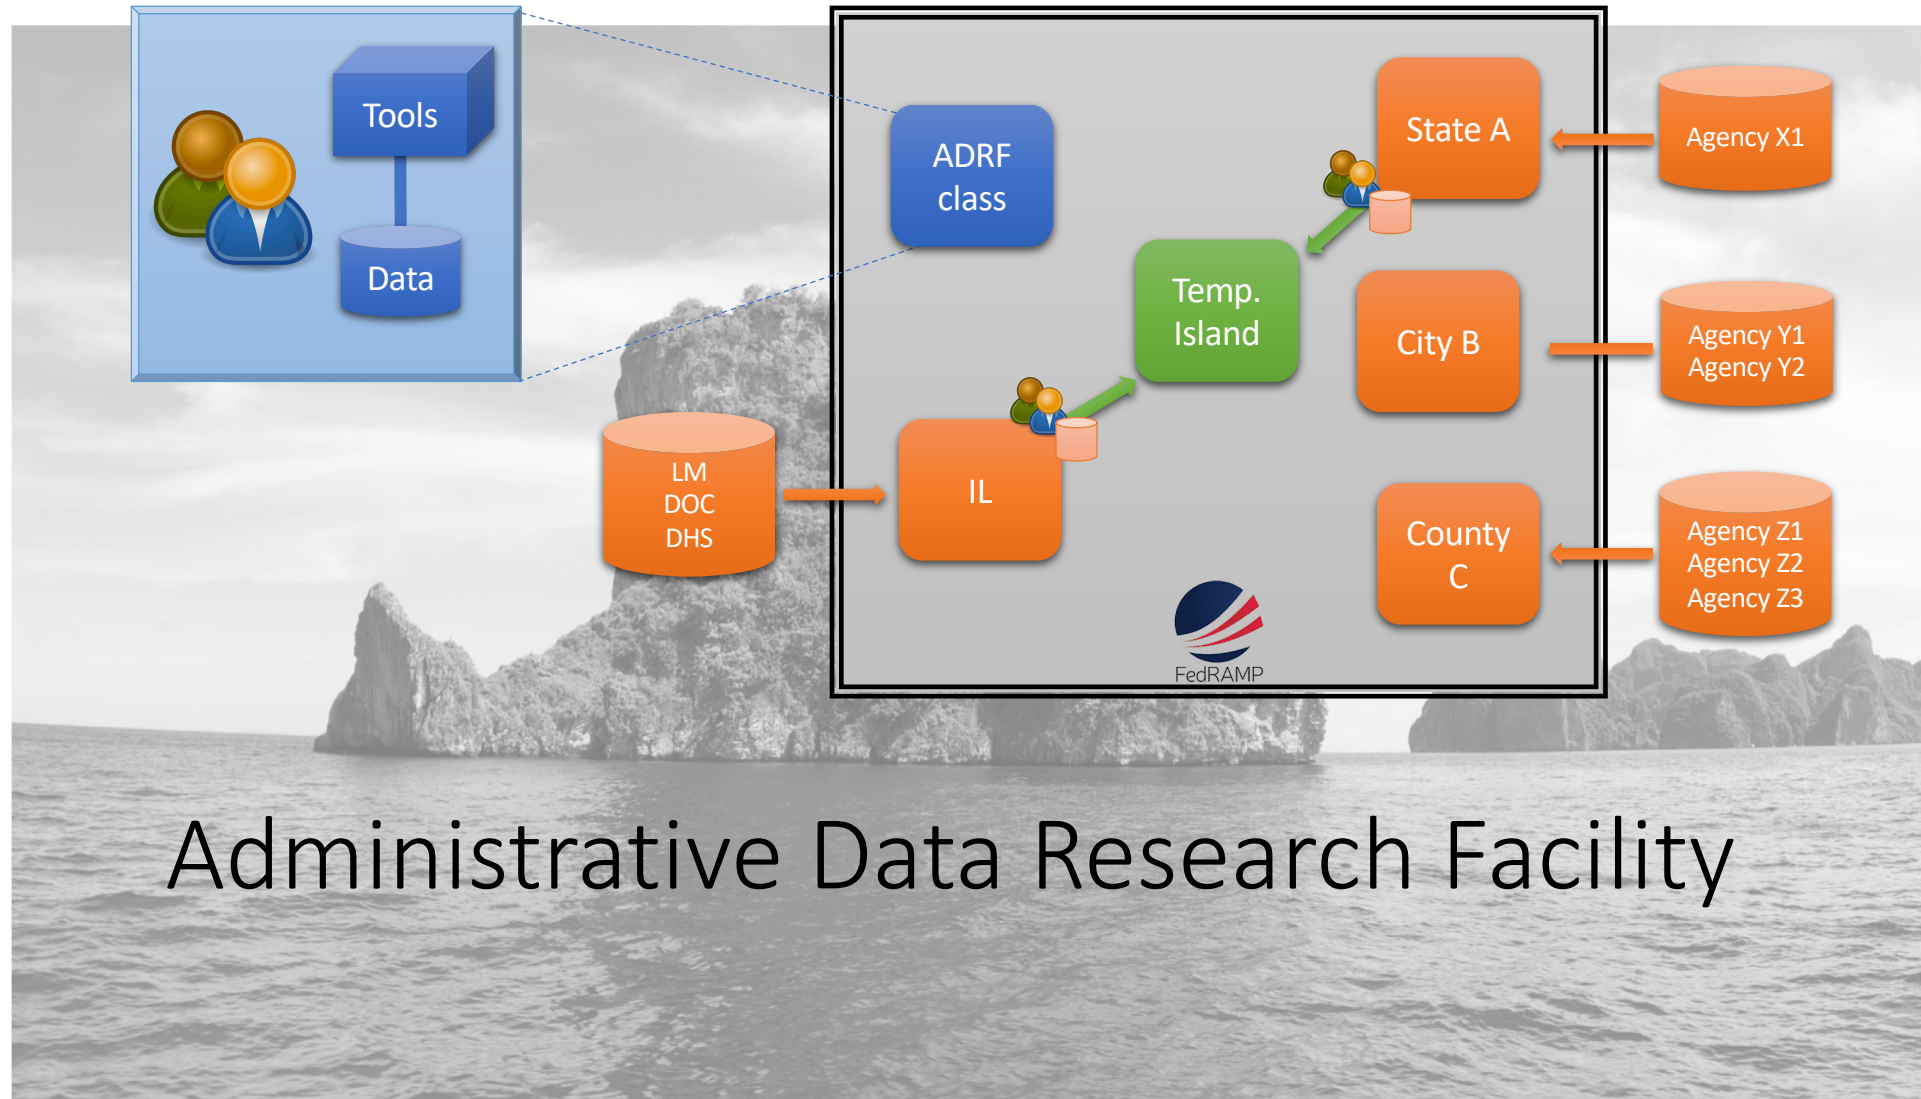 Tools
Data
ADRF
class
State A
Agency X1
Temp.
Island
City B
Agency Y1
Agency Y2
LM
DOC
DHS
IL
County
C
Agency Z1
Agency Z2
Agency Z3
FedRAMP
Administrative Data Research Facility